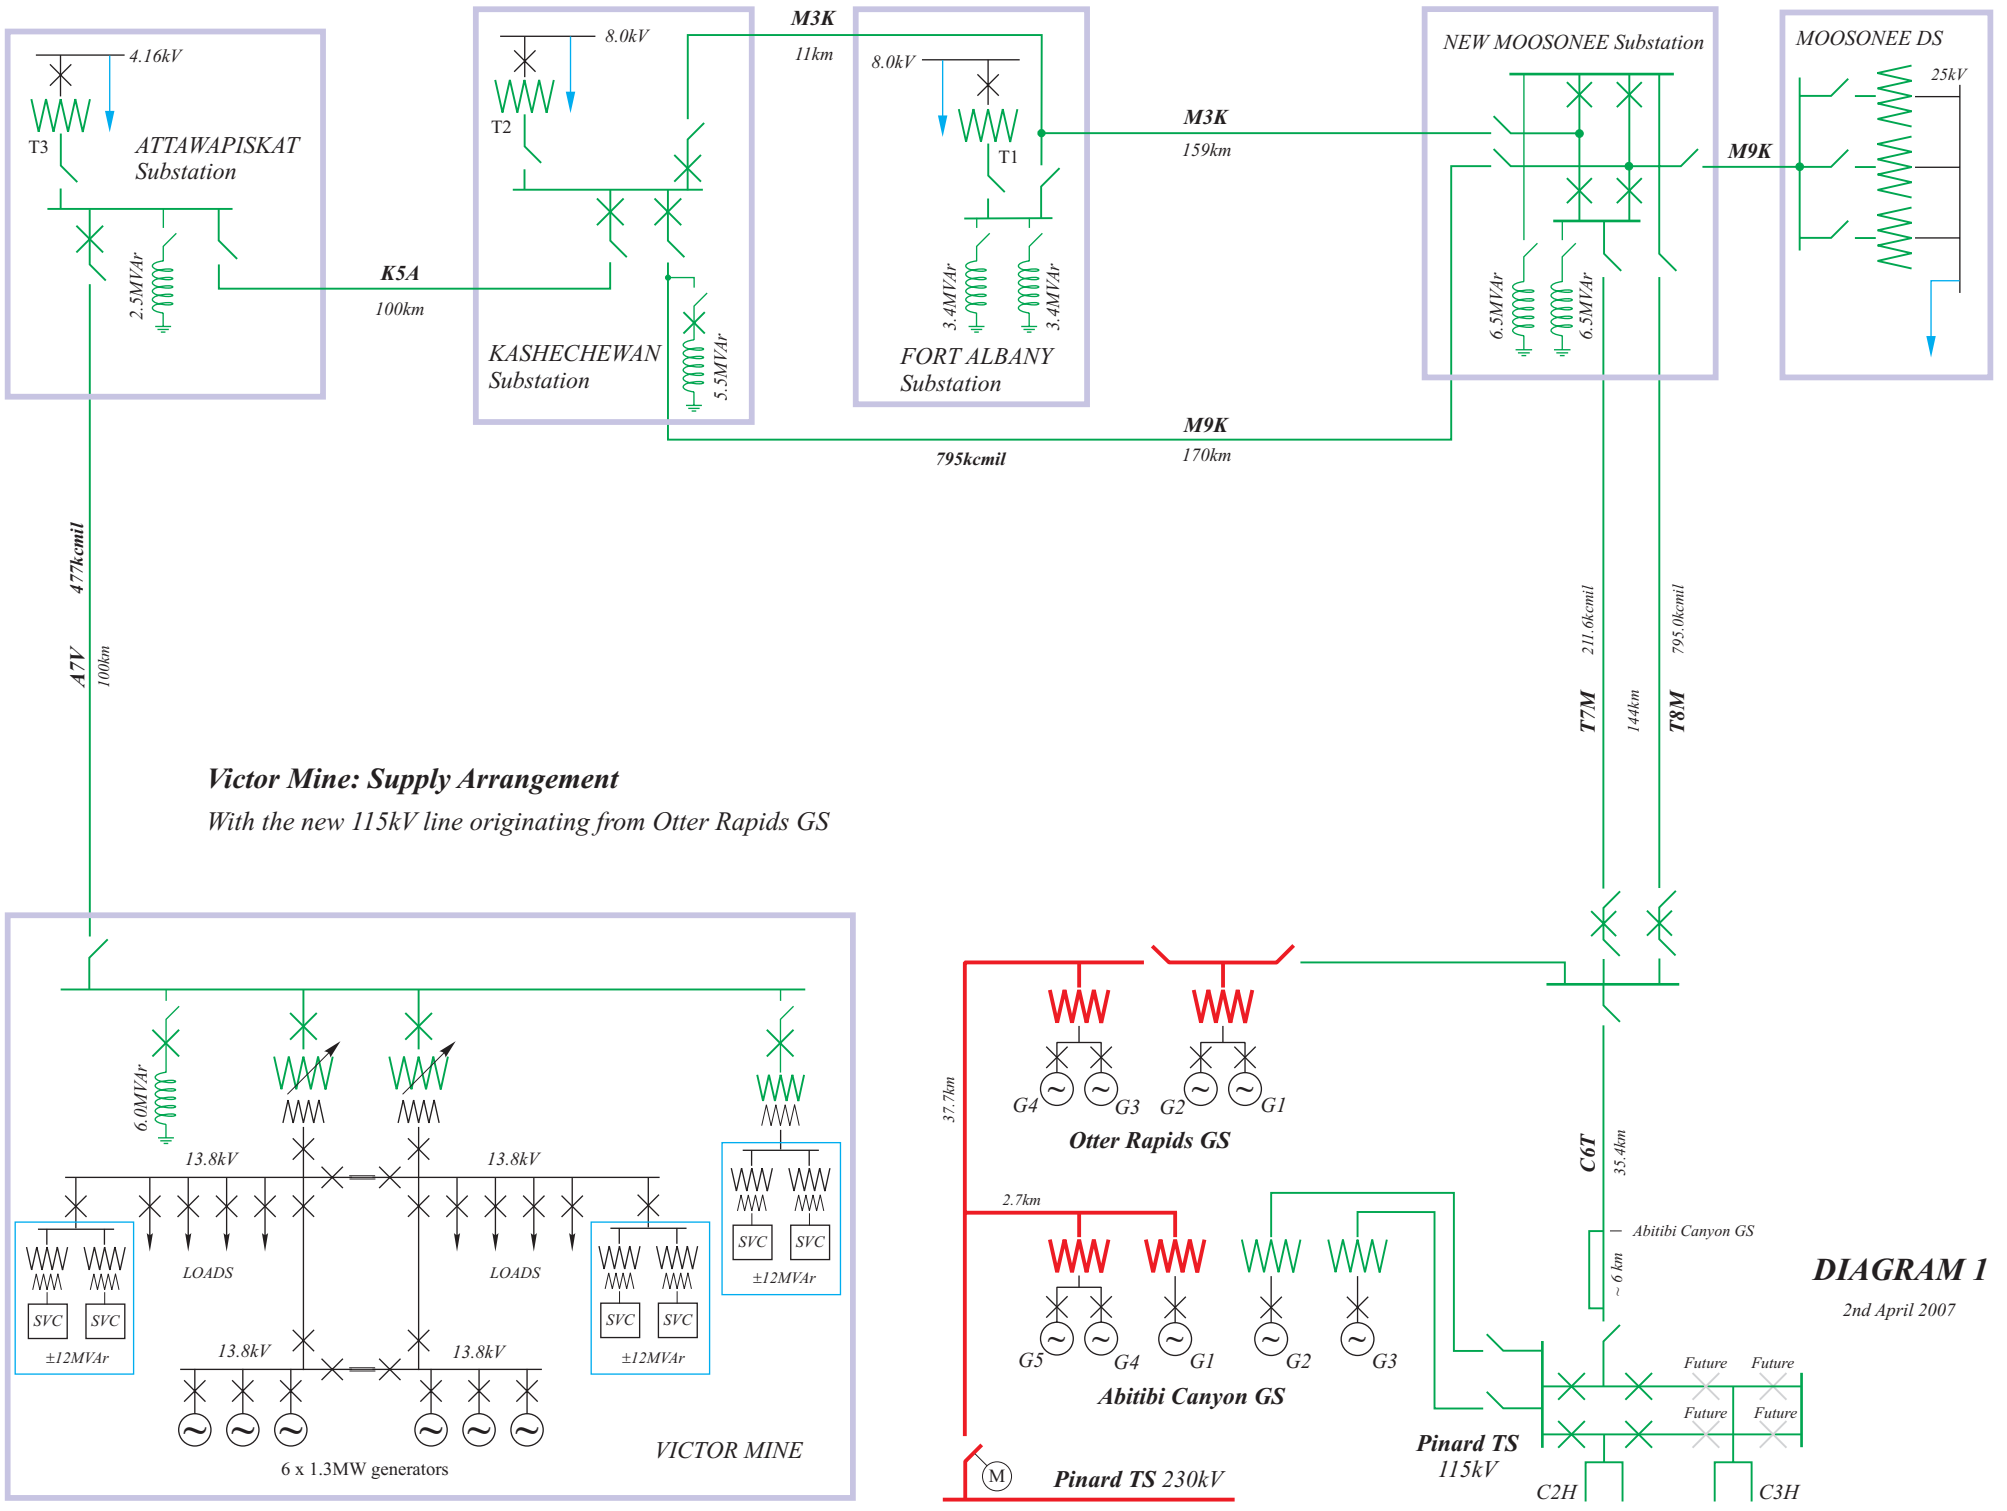 4.16kV
T3
ATTAWAPISKAT
Substation
2.5MVAr
K5A
100km
8.0kV
T2
KASHECHEWAN
Substation
5.5MVAr
M3K
11km
8.0kV
T1
3.4MVAr
3.4MVAr
FORT ALBANY
Substation
M3K
159km
M9K
170km
795kcmil
NEW MOOSONEE Substation
6.5MVAr
6.5MVAr
M9K
MOOSONEE DS
25kV
477kcmil
A7V
100km
211.6kcmil
795.0kcmil
T7M
144km
T8M
Victor Mine: Supply Arrangement
With the new 115kV line originating from Otter Rapids GS
6.0MVAr
13.8kV
13.8kV
LOADS
LOADS
SVC
SVC
±12MVAr
SVC
SVC
±12MVAr
SVC
SVC
±12MVAr
13.8kV
13.8kV
6 x 1.3MW generators
VICTOR MINE
37.7km
G4
G3
G2
G1
~
~
~
~
Otter Rapids GS
2.7km
G5
G4
G1
G2
G3
~
~
~
~
~
Abitibi Canyon GS
M
Pinard TS 230kV
C6T
35.4km
Abitibi Canyon GS
~ 6 km
Future
Future
Future
Future
Pinard TS
115kV
C2H
C3H
DIAGRAM 1
2nd April 2007
~
~
~
~
~
~